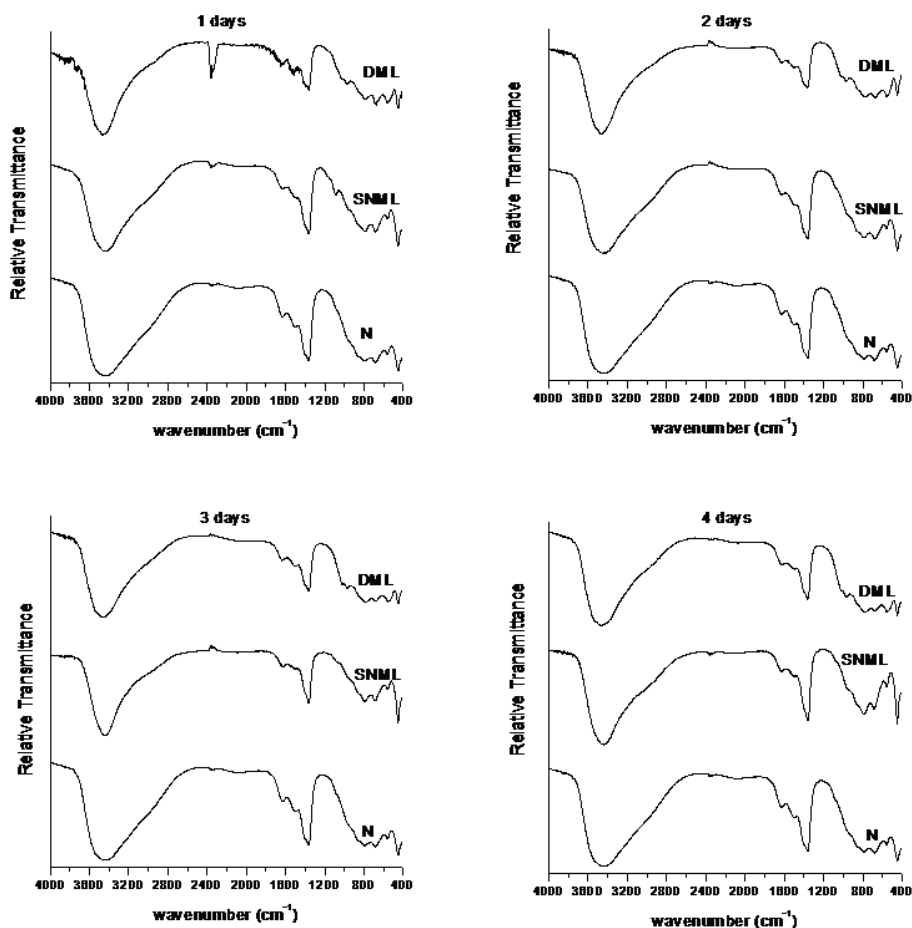 1 days
DML
SNML
N
Relative Transmittance
4000 3600 3200 2800 2400 2000 1600 1200 800 400
wavenumber (cm⁻¹)
2 days
DML
SNML
N
Relative Transmittance
4000 3600 3200 2800 2400 2000 1600 1200 800 400
wavenumber (cm⁻¹)
3 days
DML
SNML
N
Relative Transmittance
4000 3600 3200 2800 2400 2000 1600 1200 800 400
wavenumber (cm⁻¹)
4 days
DML
SNML
N
Relative Transmittance
4000 3600 3200 2800 2400 2000 1600 1200 800 400
wavenumber (cm⁻¹)